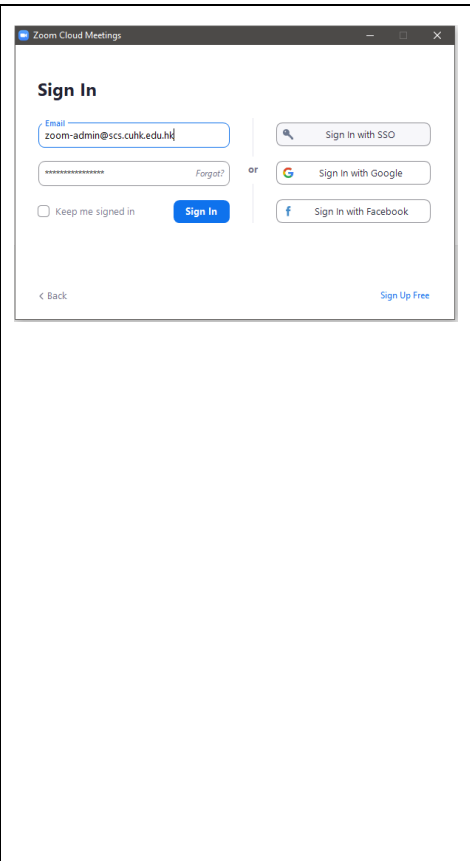 Zoom Cloud Meetings
Sign In
Email
zoom-admin@scs.cuhk.edu.hk
****************
Forgot?
Keep me signed in
Sign In
or
Sign In with SSO
Sign In with Google
Sign In with Facebook
< Back
Sign Up Free